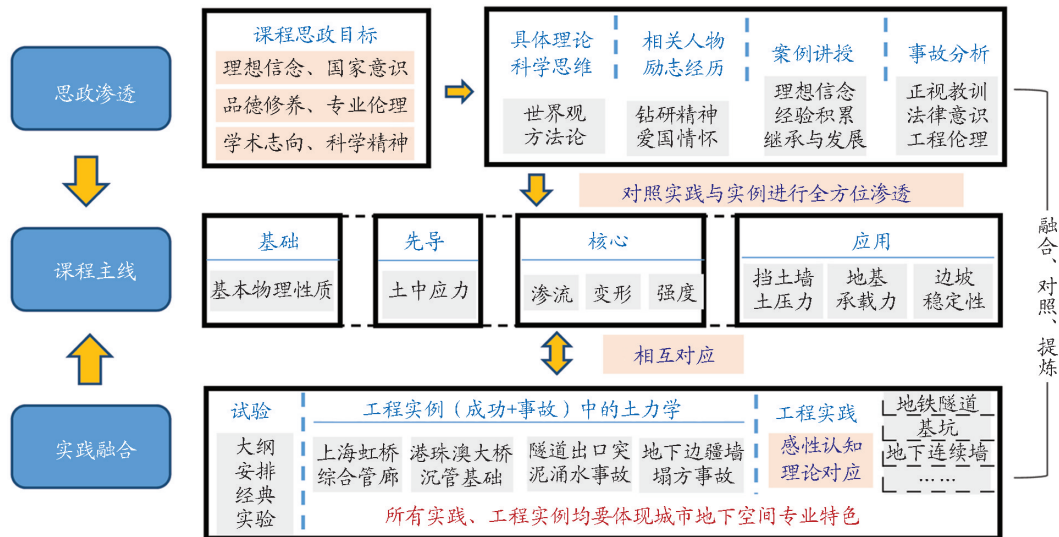 思政渗透
课程思政目标
理想信念、国家意识
品德修养、专业伦理
学术志向、科学精神
具体理论
科学思维
世界观
方法论
相关人物
励志经历
钻研精神
爱国情怀
案例讲授
理想信念
经验积累
继承与发展
事故分析
正视教训
法律意识
工程伦理
对照实践与实例进行全方位渗透
课程主线
基础
基本物理性质
先导
土中应力
核心
渗流
变形
强度
应用
挡土墙
土压力
地基
承载力
边坡
稳定性
相互对应
实践融合
试验
大纲
安排
经典
实验
工程实例（成功+事故）中的土力学
上海虹桥
综合管廊
港珠澳大桥
沉管基础
隧道出口突
泥涌水事故
地下边疆墙
塌方事故
工程实践
感性认知
理论对应
地铁隧道
基坑
地下连续墙
……
所有实践、工程实例均要体现城市地下空间专业特色
融合、对照、提炼